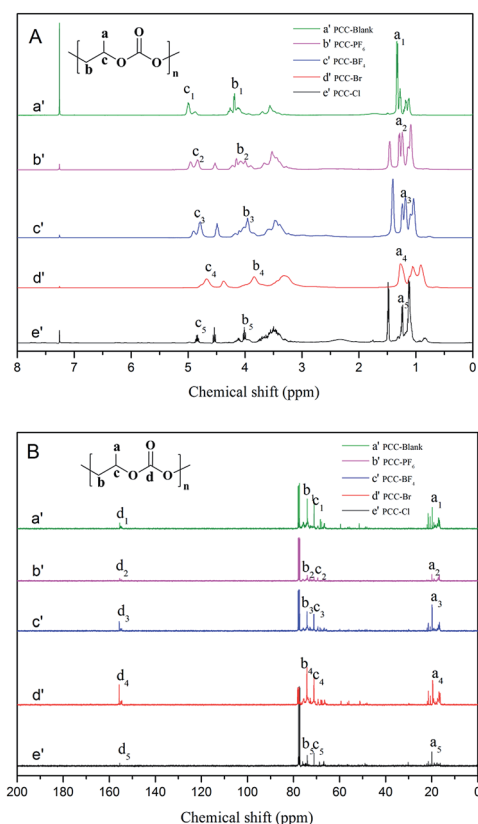 A
a
O
c
b
O
O
n
a' PCC-Blank
b' PCC-PF6
c' PCC-BF4
d' PCC-Br
e' PCC-Cl
a' c1 b1 a1
b' c2 b2 a2
c' c3 b3 a3
d' c4 b4 a4
e' c5 b5 a5
8 7 6 5 4 3 2 1 0
Chemical shift (ppm)
B
a
O
c
d
b
O
O
n
a' PCC-Blank
b' PCC-PF6
c' PCC-BF4
d' PCC-Br
e' PCC-Cl
a' d1 b1 c1 a1
b' d2 b2 c2 a2
c' d3 b3 c3 a3
d' d4 b4 c4 a4
e' d5 b5 c5 a5
200 180 160 140 120 100 80 60 40 20 0
Chemical shift (ppm)